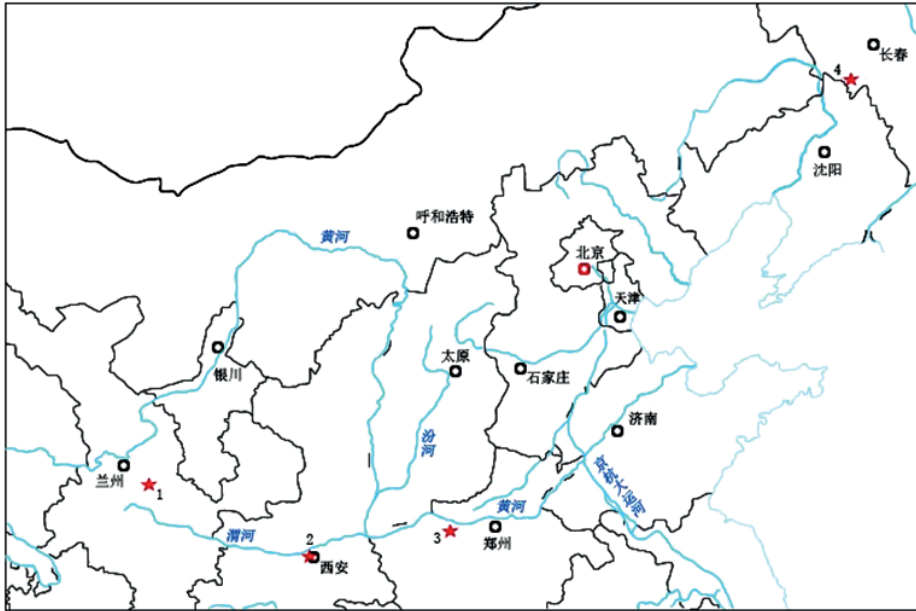 长春
4
沈阳
呼和浩特
黄河
北京
天津
银川
太原
石家庄
济南
汾河
兰州
1
京杭大运河
黄河
渭河
2
西安
3
郑州